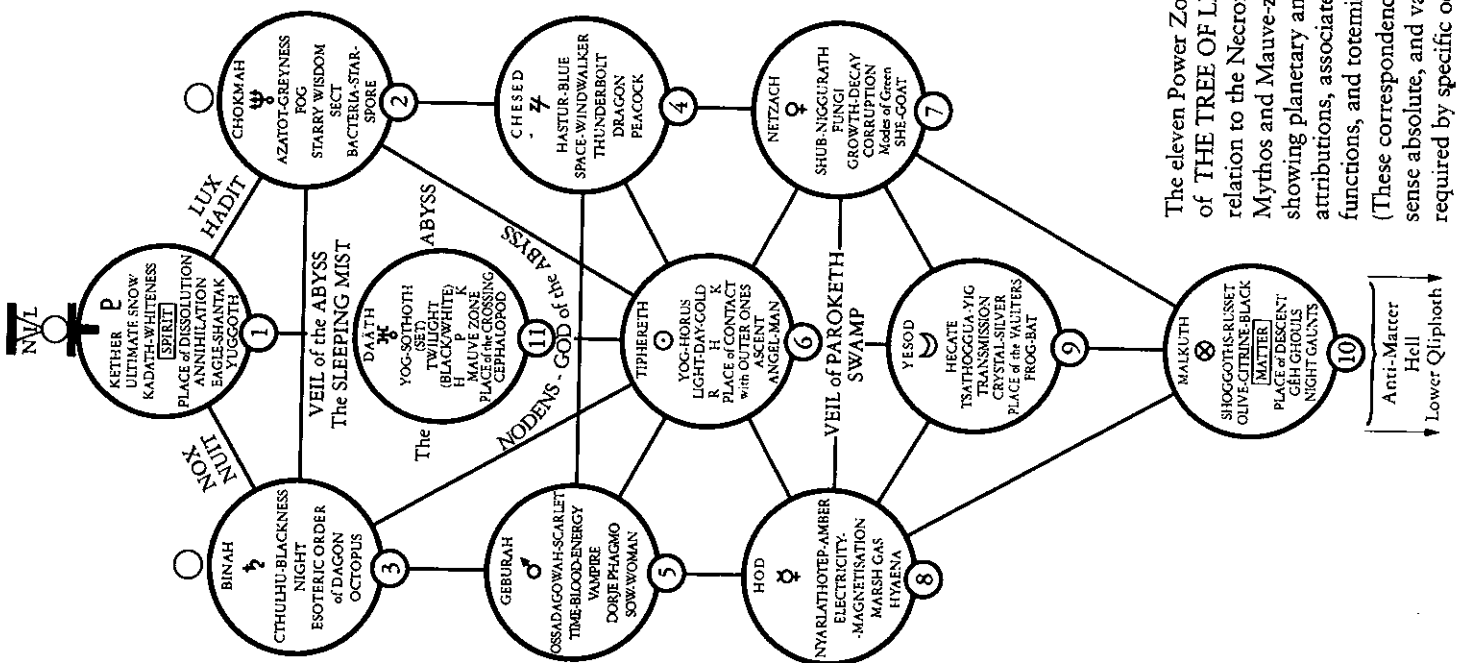 NOX
NUIT
LUX
HADIT
KETHER
ULTIMATE SNOW
KADATH-WHITENESS
SPIRIT
PLACE of DISSOLUTION
ANNIHILATION
EAGLE-SHANTAK
YUGGOTH
1
CHOKMAH
AZATOT-GREYNESS
FOG
STARRY WISDOM
SECT
BACTERIA-STAR-
SPORE
2
BINAH
CTHULHU-BLACKNESS
NIGHT
ESOTERIC ORDER
of DAGON
OCTOPUS
3
VEIL of the ABYSS
The SLEEPING MIST
The ABYSS
DAATH
YOG-SOTHOTH
(SET)
TWILIGHT
(BLACK/WHITE)
H P K
MAUVE ZONE
PLACE of the CROSSING
CEPHALOPOD
11
NODENS - GOD of the ABYSS
CHESED
HASTUR-BLUE
SPACE-WINDWALKER
THUNDERBOLT
DRAGON
PEACOCK
4
GEBURAH
OSSADAGOWAH-SCARLET
TIME-BLOOD-ENERGY
VAMPIRE
DORJE PHAGMO
SOW-WOMAN
5
TIPHERETH
YOG-HORUS
LIGHT-DAY-GOLD
R H K
PLACE of CONTACT
with OUTER ONES
ASCENT
ANGEL-MAN
6
NETZACH
SHUB-NIGGURATH
FUNGI
GROWTH-DECAY
CORRUPTION
Modes of Green
SHE-GOAT
7
HOD
NYARLATHOTEP-AMBER
ELECTRICITY-
-MAGNETISATION
MARSH GAS
HYAENA
8
VEIL of PAROKETH
SWAMP
YESOD
HECATE
TSATHOGGUA-YIG
TRANSMISSION
CRYSTAL-SILVER
PLACE of the VAULTERS
FROG-BAT
9
MALKUTH
SHOGGOTHS-RUSSET
OLIVE-CITRINE-BLACK
MATTER
PLACE of DESCENT
GĒH GHOULS
NIGHT GAUNTS
10
Anti-Matter
Hell
Lower Qliphoth
The eleven Power Zo
of THE TREE OF LI
relation to the Necro
Mythos and Mauve-z
showing planetary an
attributions, associate
functions, and totemi
(These correspondenc
sense absolute, and va
required by specific oc